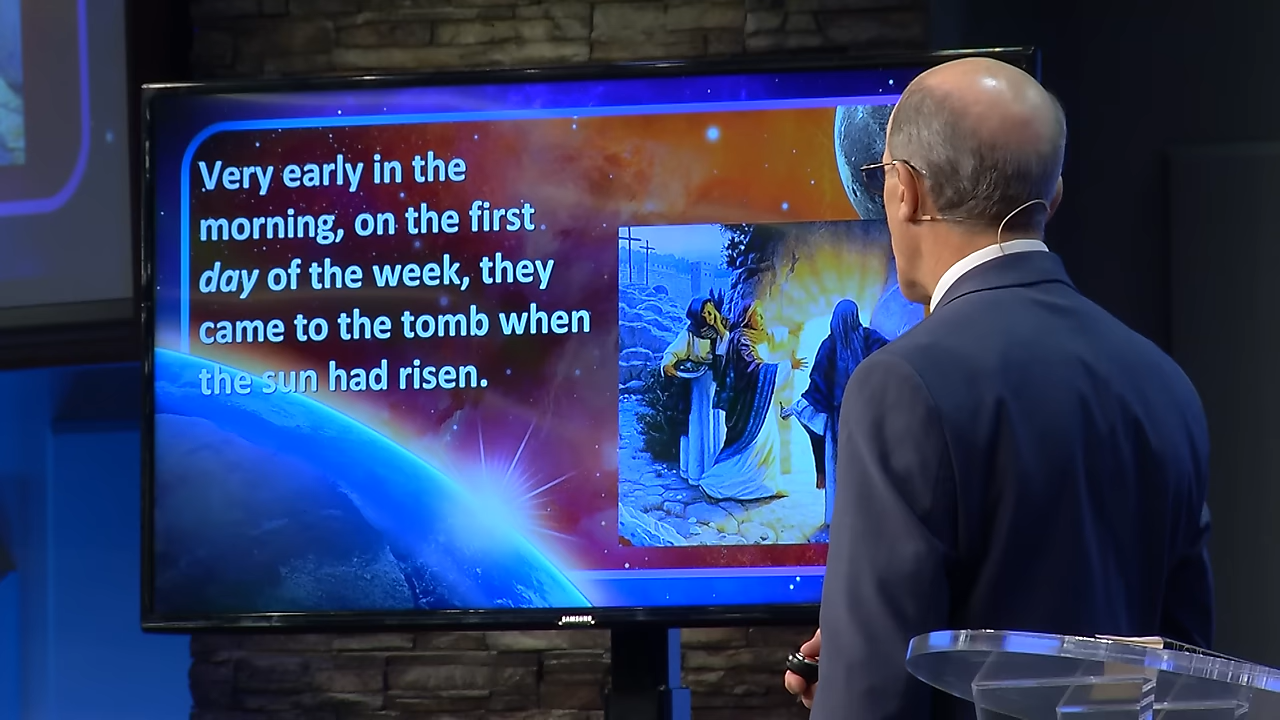 Very early in the
morning, on the first
day of the week, they
came to the tomb when
the sun had risen.
SAMSUNG